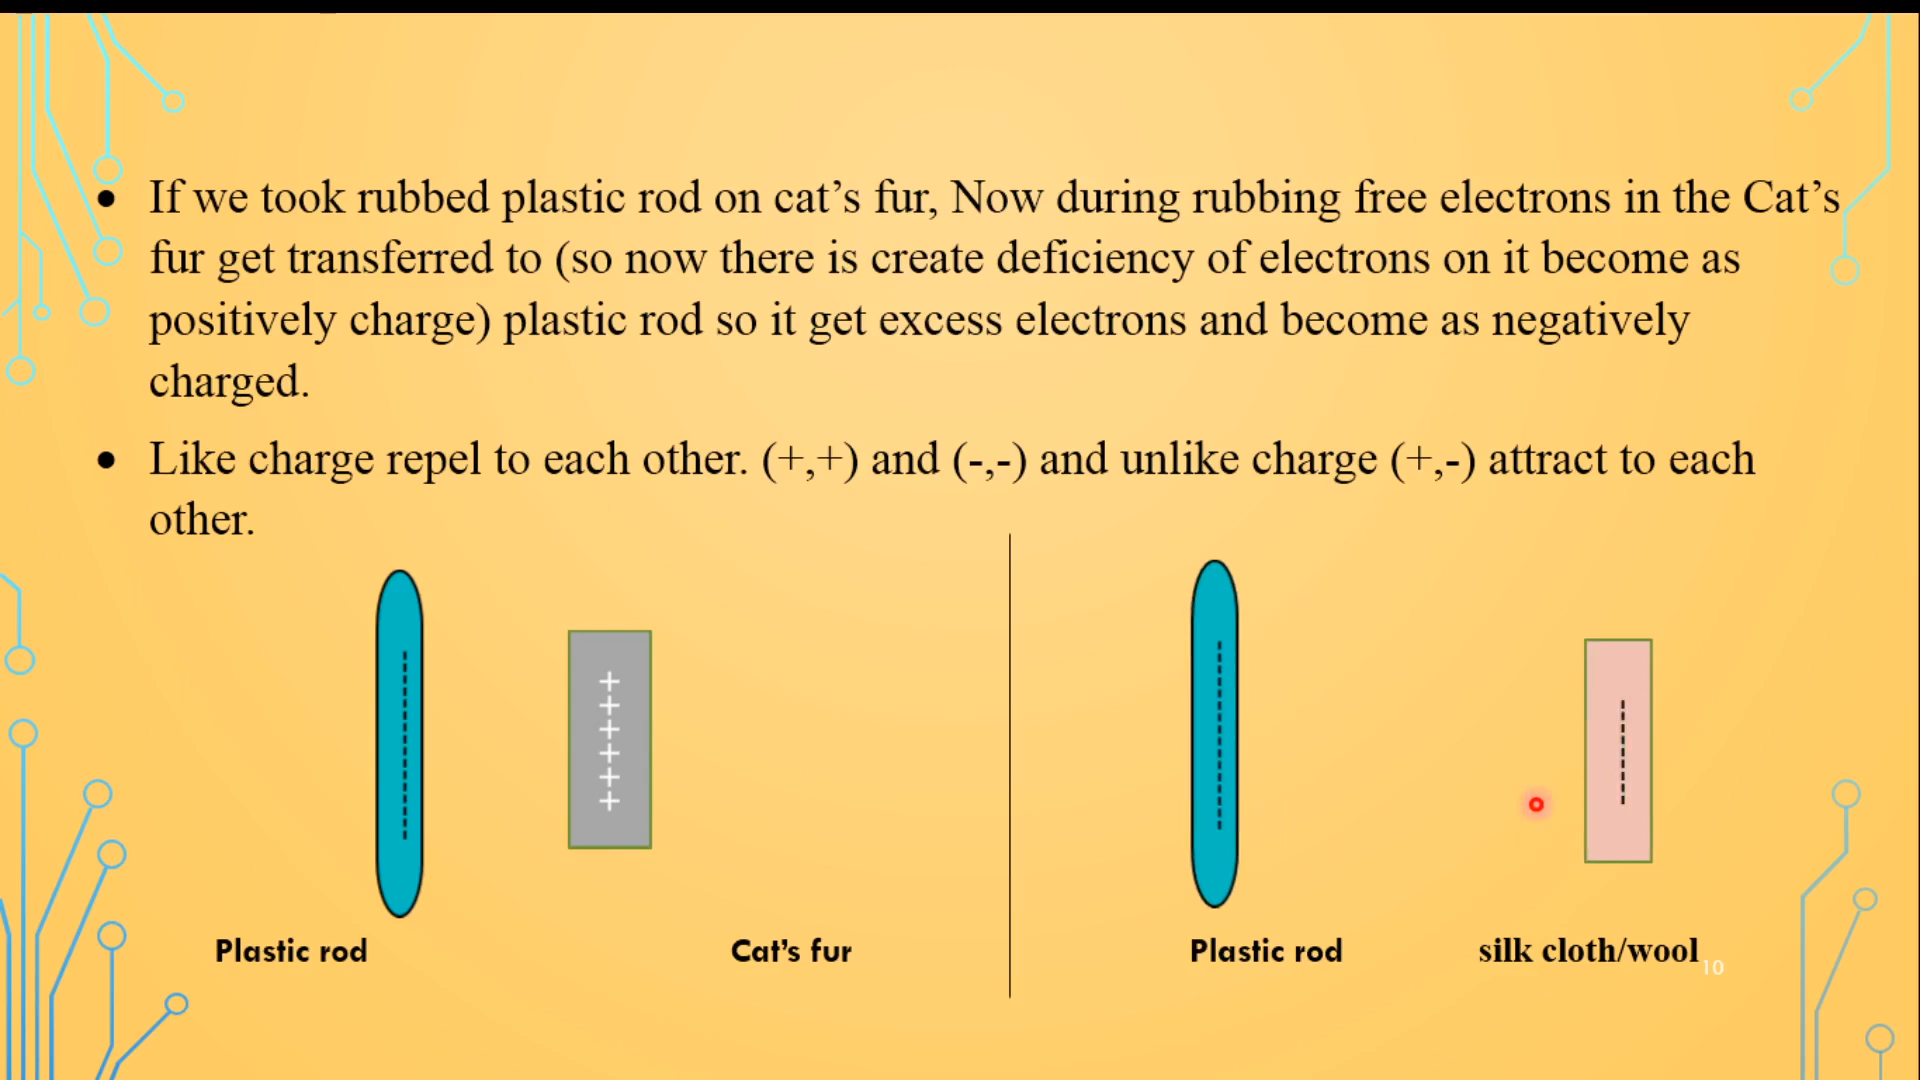 If we took rubbed plastic rod on cat’s fur, Now during rubbing free electrons in the Cat’s
fur get transferred to (so now there is create deficiency of electrons on it become as
positively charge) plastic rod so it get excess electrons and become as negatively
charged.
Like charge repel to each other. (+,+) and (-,-) and unlike charge (+,-) attract to each
other.
+
+
+
+
+
+
Plastic rod
Cat’s fur
Plastic rod
silk cloth/wool
10